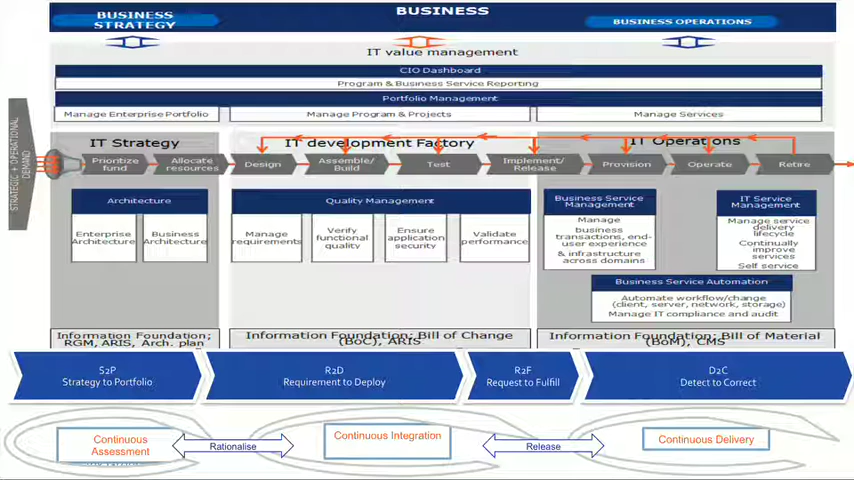 BUSINESS
STRATEGY
BUSINESS
BUSINESS OPERATIONS
IT value management
CIO Dashboard
Program & Business Service Reporting
Portfolio Management
Manage Enterprise Portfolio
Manage Program & Projects
Manage Services
STRATEGIC + OPERATIONAL
DEMAND
IT Strategy
IT development Factory
IT Operations
Prioritize
fund
Allocate
resources
Design
Assemble/
Build
Test
Implement/
Release
Provision
Operate
Retire
Architecture
Enterprise
Architecture
Business
Architecture
Quality Management
Manage
requirements
Verify
functional
quality
Ensure
application
security
Validate
performance
Business Service
Management
Manage
business
transactions, end-
user experience
& infrastructure
across domains
IT Service
Management
Manage service
delivery
lifecycle
Continually
improve
services
Self service
Business Service Automation
Automate workflow/change
(client, server, network, storage)
Manage IT compliance and audit
Information Foundation;
RGM, ARIS, Arch. plan
Information Foundation; Bill of Change
(BoC), ARIS
Information Foundation; Bill of Material
(BoM), CMS
S2P
Strategy to Portfolio
R2D
Requirement to Deploy
R2F
Request to Fulfill
D2C
Detect to Correct
Continuous
Assessment
Rationalise
Continuous Integration
Release
Continuous Delivery